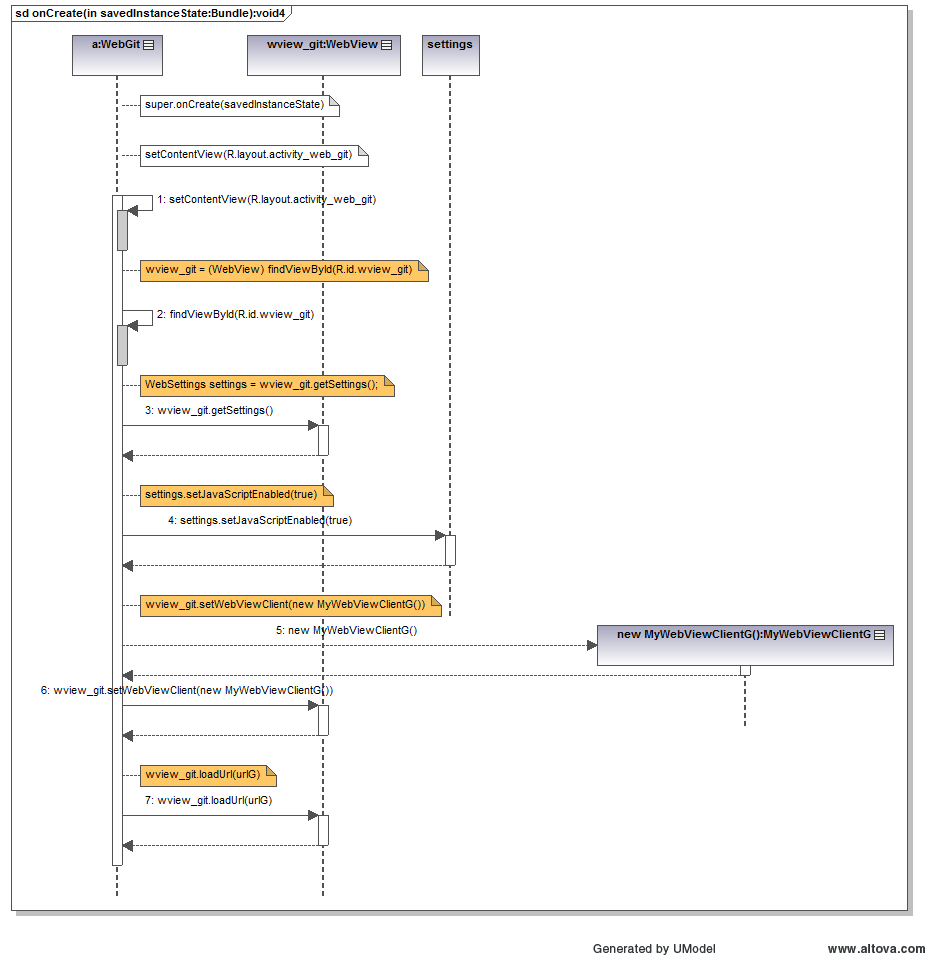 sd onCreate(in savedInstanceState:Bundle):void4
a:WebGit
wview_git:WebView
settings
super.onCreate(savedInstanceState)
setContentView(R.layout.activity_web_git)
1: setContentView(R.layout.activity_web_git)
wview_git = (WebView) findViewById(R.id.wview_git)
2: findViewById(R.id.wview_git)
WebSettings settings = wview_git.getSettings();
3: wview_git.getSettings()
settings.setJavaScriptEnabled(true)
4: settings.setJavaScriptEnabled(true)
wview_git.setWebViewClient(new MyWebViewClientG())
5: new MyWebViewClientG()
new MyWebViewClientG():MyWebViewClientG
6: wview_git.setWebViewClient(new MyWebViewClientG())
wview_git.loadUrl(urlG)
7: wview_git.loadUrl(urlG)
Generated by UModel
www.altova.com